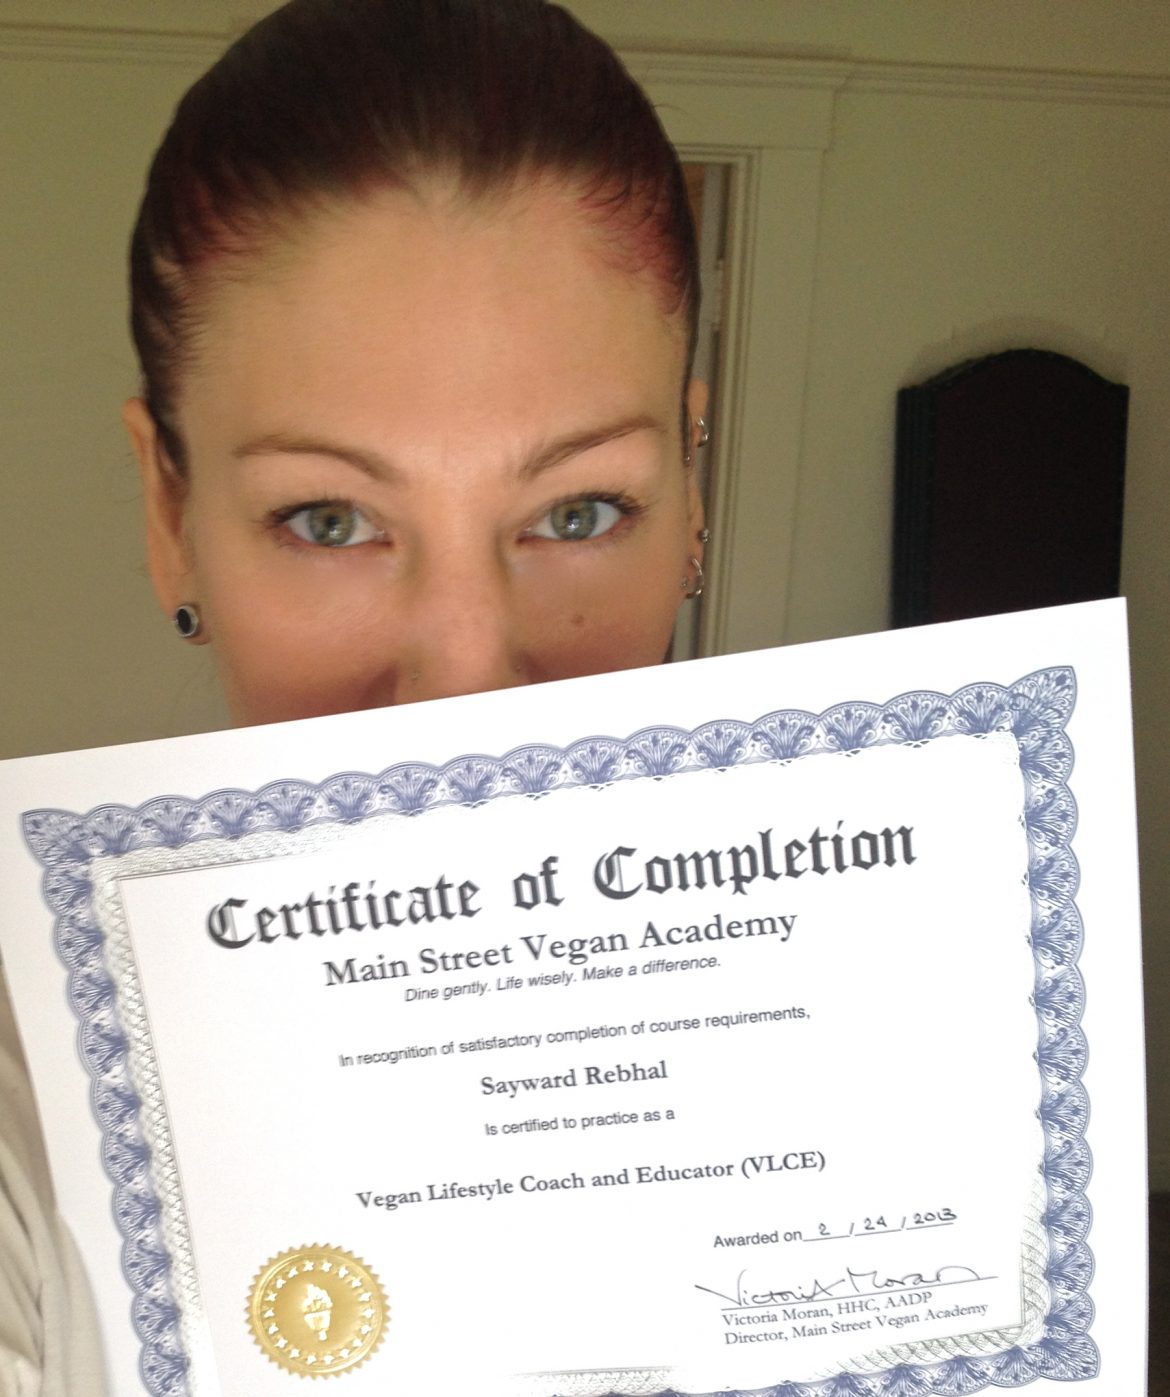 Certificate of Completion
Main Street Vegan Academy
Dine gently. Life wisely. Make a difference.
In recognition of satisfactory completion of course requirements,
Sayward Rebhal
Is certified to practice as a
Vegan Lifestyle Coach and Educator (VLCE)
Awarded on 2 / 24 / 2013
Victoria Moran
Victoria Moran, HHC, AADP
Director, Main Street Vegan Academy